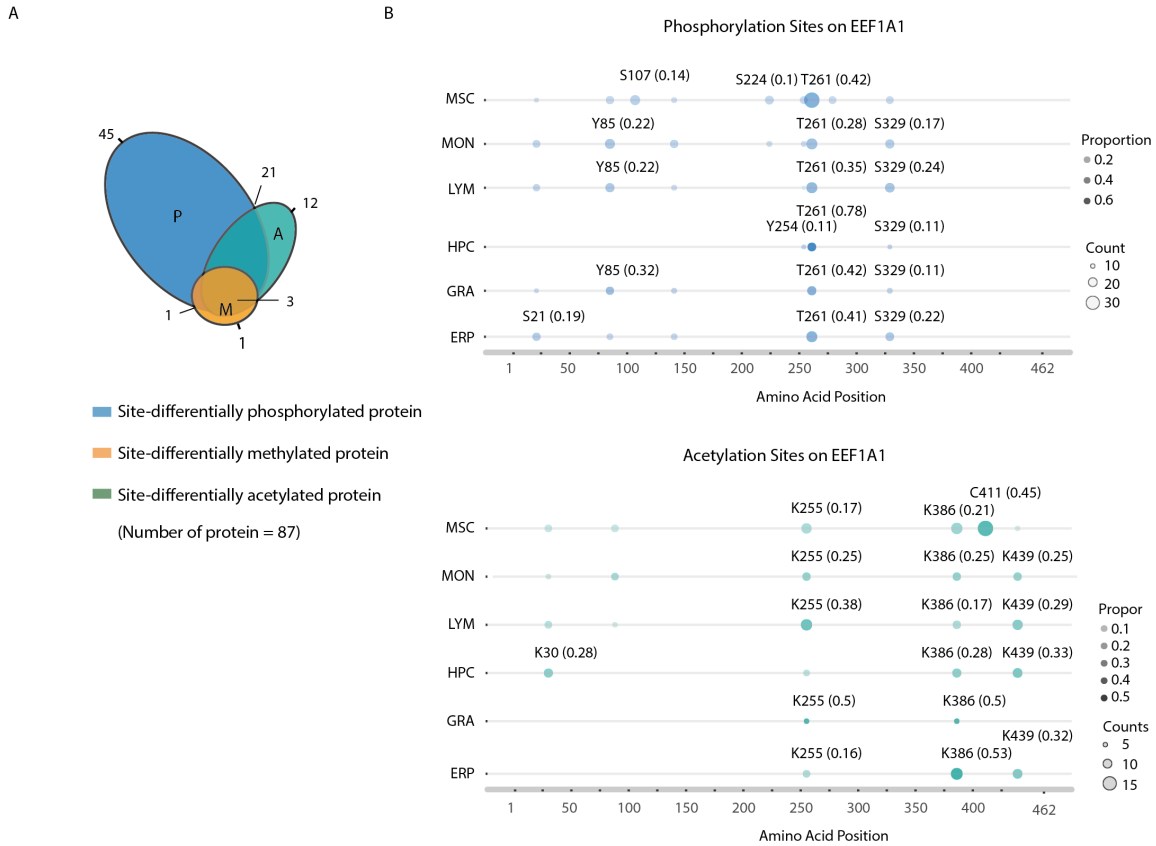 A
45
21
12
P
A
M
1
3
1
Site-differentially phosphorylated protein
Site-differentially methylated protein
Site-differentially acetylated protein
(Number of protein = 87)
B
Phosphorylation Sites on EEF1A1
S107 (0.14) S224 (0.1) T261 (0.42)
MSC
Y85 (0.22) T261 (0.28) S329 (0.17)
MON
Y85 (0.22) T261 (0.35) S329 (0.24)
LYM
T261 (0.78)
Y254 (0.11) S329 (0.11)
HPC
Y85 (0.32) T261 (0.42) S329 (0.11)
GRA
S21 (0.19) T261 (0.41) S329 (0.22)
ERP
1 50 100 150 200 250 300 350 400 462
Amino Acid Position
Proportion
0.2
0.4
0.6
Count
10
20
30
Acetylation Sites on EEF1A1
C411 (0.45)
K255 (0.17) K386 (0.21)
MSC
K255 (0.25) K386 (0.25) K439 (0.25)
MON
K255 (0.38) K386 (0.17) K439 (0.29)
LYM
K30 (0.28) K386 (0.28) K439 (0.33)
HPC
K255 (0.5) K386 (0.5)
GRA
K439 (0.32)
K255 (0.16) K386 (0.53)
ERP
1 50 100 150 200 250 300 350 400 462
Amino Acid Position
Propor
0.1
0.2
0.3
0.4
0.5
Counts
5
10
15